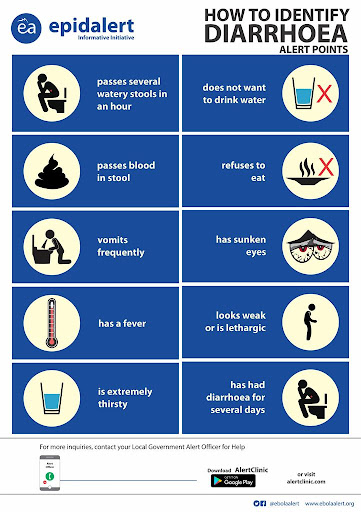 ea
epidalert
Informative Initiative
HOW TO IDENTIFY
DIARRHOEA
ALERT POINTS
passes several
watery stools in
an hour
does not want
to drink water
passes blood
in stool
refuses to
eat
vomits
frequently
has sunken
eyes
has a fever
looks weak
or is lethargic
is extremely
thirsty
has had
diarrhoea for
several days
For more inquiries, contact your Local Government Alert Officer for Help
Alert
Officer
Download AlertClinic
GET IT ON
Google Play
or visit
alertclinic.com
ebolaalert www.ebolaalert.org